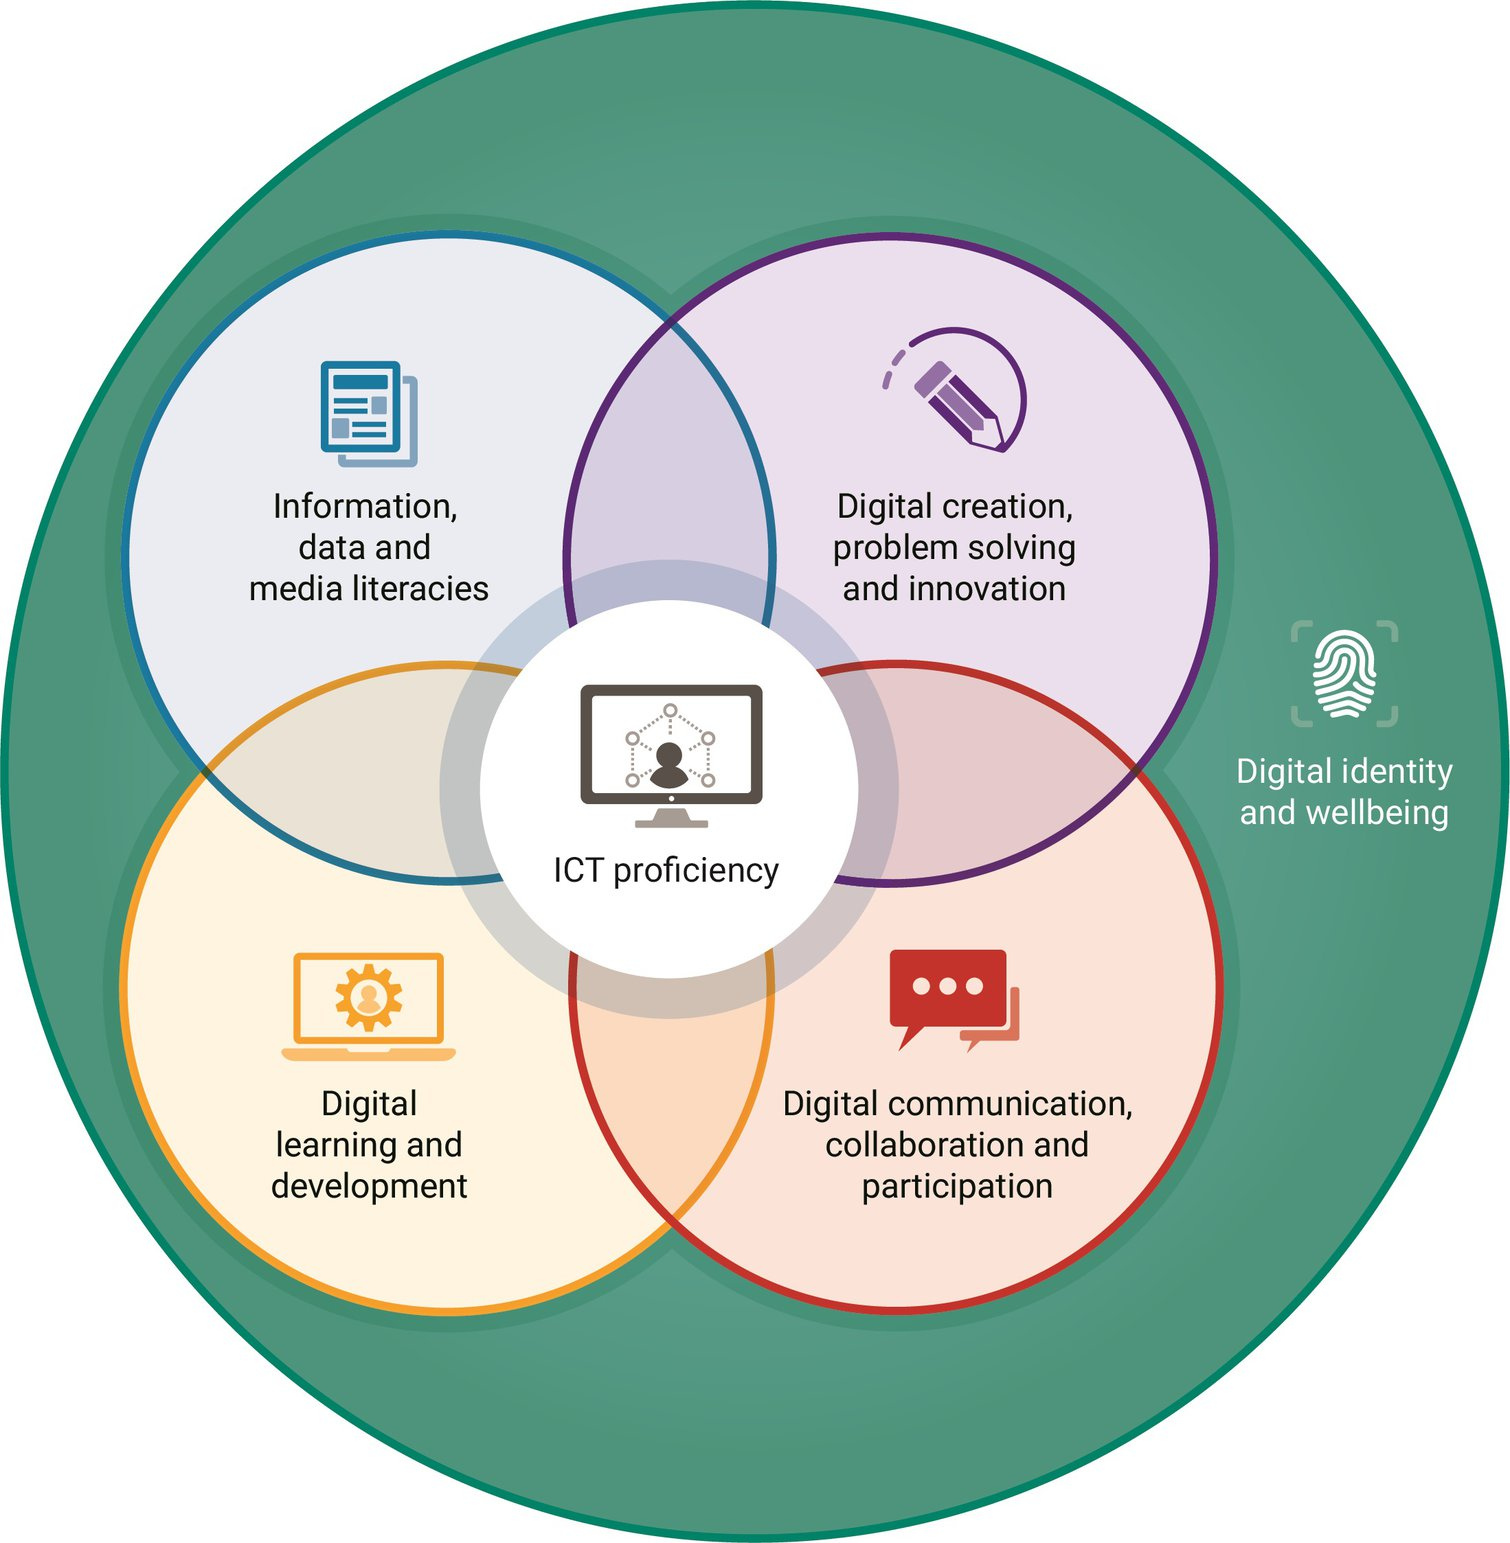 Information,
data and
media literacies
Digital creation,
problem solving
and innovation
Digital identity
and wellbeing
ICT proficiency
Digital
learning and
development
Digital communication,
collaboration and
participation